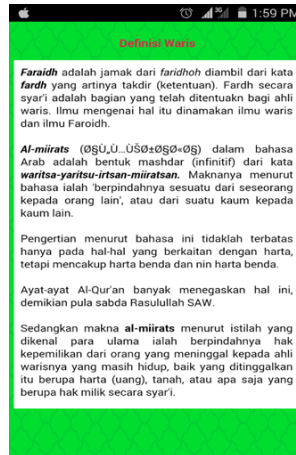 3G 1:59 PM
Definisi Waris
Faraidh adalah jamak dari faridhoh diambil dari kata
fardh yang artinya takdir (ketentuan). Fardh secara
syar'i adalah bagian yang telah ditentuakn bagi ahli
waris. Ilmu mengenai hal itu dinamakan ilmu waris
dan ilmu Faroidh.
Al-miirats (Ø§Ù„Ù…ÙŠØ±Ø§Ø«Ø§) dalam bahasa
Arab adalah bentuk mashdar (infinitif) dari kata
waritsa-yaritsu-irtsan-miiratsan. Maknanya menurut
bahasa ialah 'berpindahnya sesuatu dari seseorang
kepada orang lain', atau dari suatu kaum kepada
kaum lain.
Pengertian menurut bahasa ini tidaklah terbatas
hanya pada hal-hal yang berkaitan dengan harta,
tetapi mencakup harta benda dan nin harta benda.
Ayat-ayat Al-Qur'an banyak menegaskan hal ini,
demikian pula sabda Rasulullah SAW.
Sedangkan makna al-miirats menurut istilah yang
dikenal para ulama ialah berpindahnya hak
kepemilikan dari orang yang meninggal kepada ahli
warisnya yang masih hidup, baik yang ditinggalkan
itu berupa harta (uang), tanah, atau apa saja yang
berupa hak milik secara syar'i.